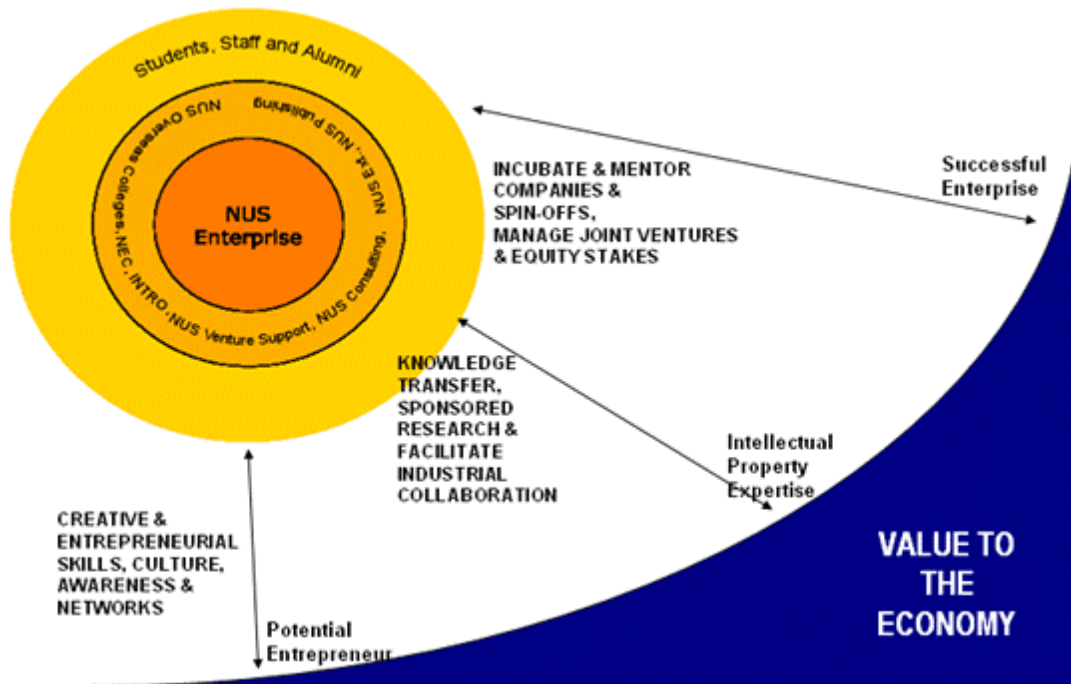 Students, Staff and Alumni
NUS Overseas Colleges, NEC, INTRO, NUS Venture Support, NUS Consulting, NUS Ext., NUS Publishing
NUS
Enterprise
INCUBATE & MENTOR
COMPANIES &
SPIN-OFFS,
MANAGE JOINT VENTURES
& EQUITY STAKES
Successful
Enterprise
KNOWLEDGE
TRANSFER,
SPONSORED
RESEARCH &
FACILITATE
INDUSTRIAL
COLLABORATION
Intellectual
Property
Expertise
CREATIVE &
ENTREPRENEURIAL
SKILLS, CULTURE,
AWARENESS &
NETWORKS
Potential
Entrepreneur
VALUE TO
THE
ECONOMY